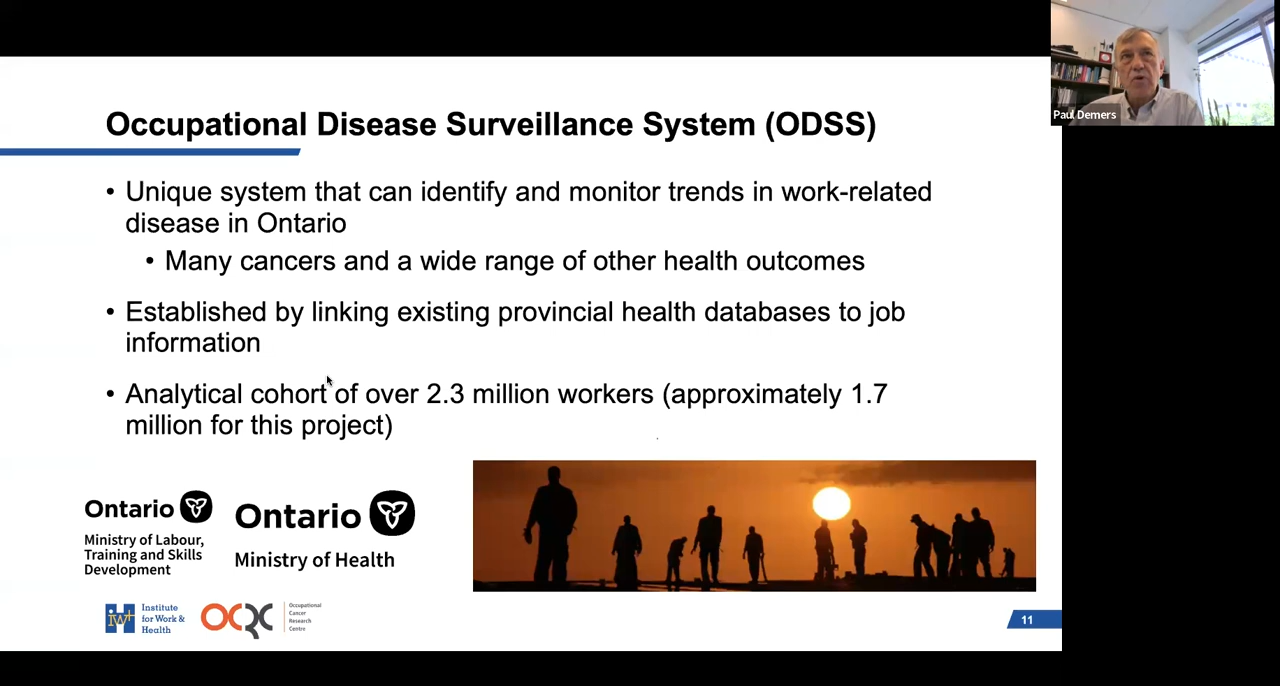 Occupational Disease Surveillance System (ODSS)
• Unique system that can identify and monitor trends in work-related
disease in Ontario
• Many cancers and a wide range of other health outcomes
• Established by linking existing provincial health databases to job
information
• Analytical cohort of over 2.3 million workers (approximately 1.7
million for this project)
Ontario
Ministry of Labour,
Training and Skills
Development
Ontario
Ministry of Health
iwh
Institute
for Work &
Health
OCRC
Occupational
Cancer
Research
Centre
11
Paul Demers